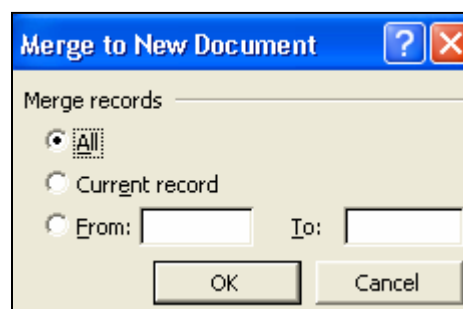 Merge to New Document
Merge records
All
Current record
From: To:
OK Cancel